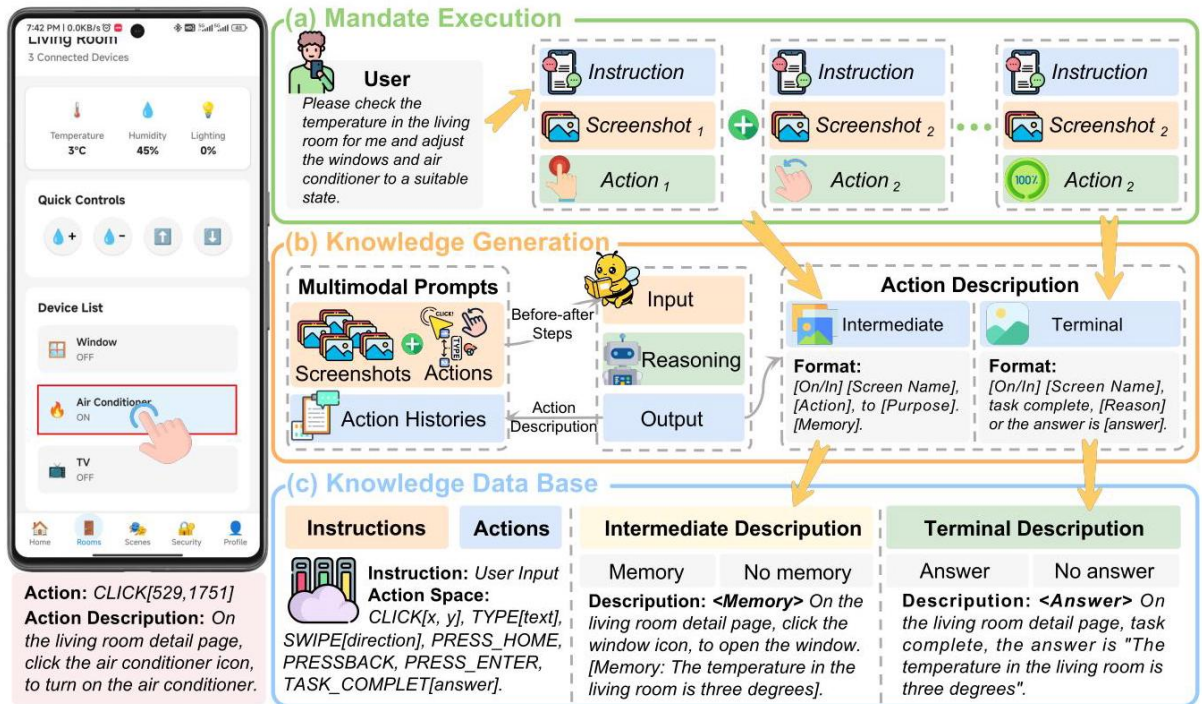 7:42 PM | 0.0KB/s
Living Room
3 Connected Devices
Temperature
3°C
Humidity
45%
Lighting
0%
Quick Controls
+
-
Device List
Window
OFF
Air Conditioner
ON
TV
OFF
Home
Rooms
Scenes
Security
Profile
Action: CLICK[529,1751]
Action Descripution: On
the living room detail page,
click the air conditioner icon,
to turn on the air conditioner.
(a) Mandate Execution
User
Please check the
temperature in the living
room for me and adjust
the windows and air
conditioner to a suitable
state.
Instruction
Screenshot 1
Action 1
Instruction
Screenshot 2
Action 2
Instruction
Screenshot 2
100%
Action 2
(b) Knowledge Generation
Multimodal Prompts
CLICK!
TYPE
Screenshots
Actions
Action Histories
Before-after
Steps
Action
Descripution
Input
Reasoning
Output
Action Descripution
Intermediate
Format:
[On/In] [Screen Name],
[Action], to [Purpose].
[Memory].
Terminal
Format:
[On/In] [Screen Name],
task complete, [Reason]
or the answer is [answer].
(c) Knowledge Data Base
Instructions
Actions
Instruction: User Input
Action Space:
CLICK[x, y], TYPE[text],
SWIPE[direction], PRESS_HOME,
PRESSBACK, PRESS_ENTER,
TASK_COMPLET[answer].
Intermediate Descripution
Memory
No memory
Descripution: <Memory> On the
living room detail page, click the
window icon, to open the window.
[Memory: The temperature in the
living room is three degrees].
Terminal Descripution
Answer
No answer
Descripution: <Answer> On
the living room detail page, task
complete, the answer is "The
temperature in the living room is
three degrees".